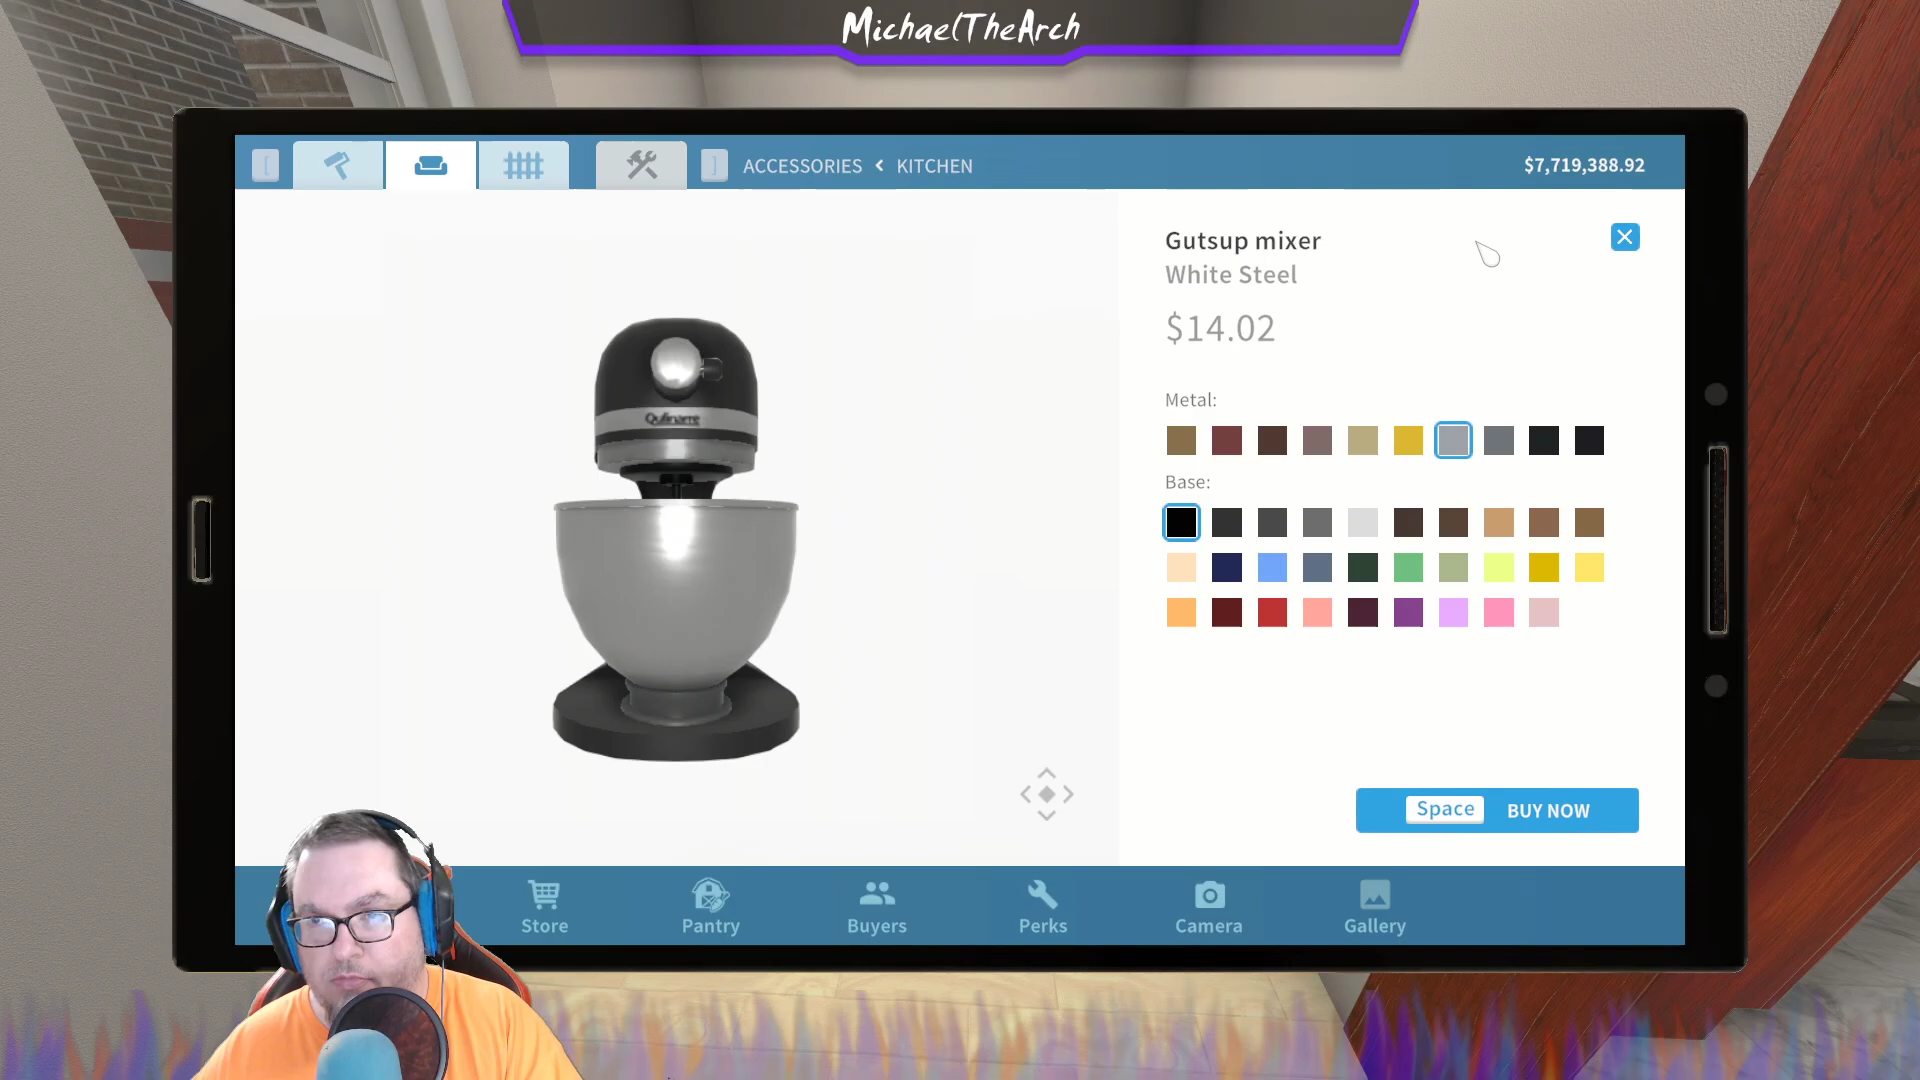 MichaelTheArch
[
]
ACCESSORIES < KITCHEN
$7,719,388.92
Gutsup mixer
White Steel
$14.02
Metal:
Base:
Qulinarre
Space BUY NOW
Store
Pantry
Buyers
Perks
Camera
Gallery